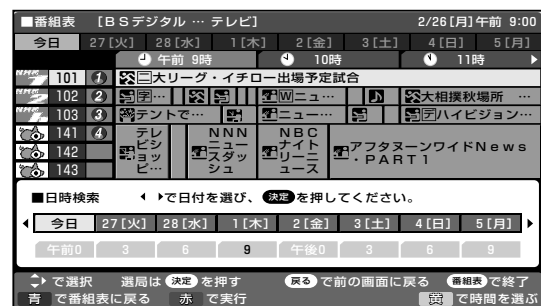 ■番組表 [BSデジタル … テレビ] 2/26[月]午前 9:00
今日 27[火] 28[水] 1[木] 2[金] 3[土] 4[日] 5[月]
午前 9時 10時 11時
101 1 大リーグ・イチロー出場予定試合
102 2 字… Wニュ… 大相撲秋場所 …
103 3 テントで… ニュー… ハイビジョン…
141 4 テレビショッピ… NNNニュースダッシュ NBCナイトリーニュース アフタヌーンワイドNews・PART1
142
143
■日時検索 で日付を選び、 決定 を押してください。
今日 27[火] 28[水] 1[木] 2[金] 3[土] 4[日] 5[月]
午前0 3 6 9 午後0 3 6 9
で選択 選局は 決定 を押す 戻る で前の画面に戻る 番組表 で終了
青 で番組表に戻る 赤 で実行 黄 で時間を選ぶ